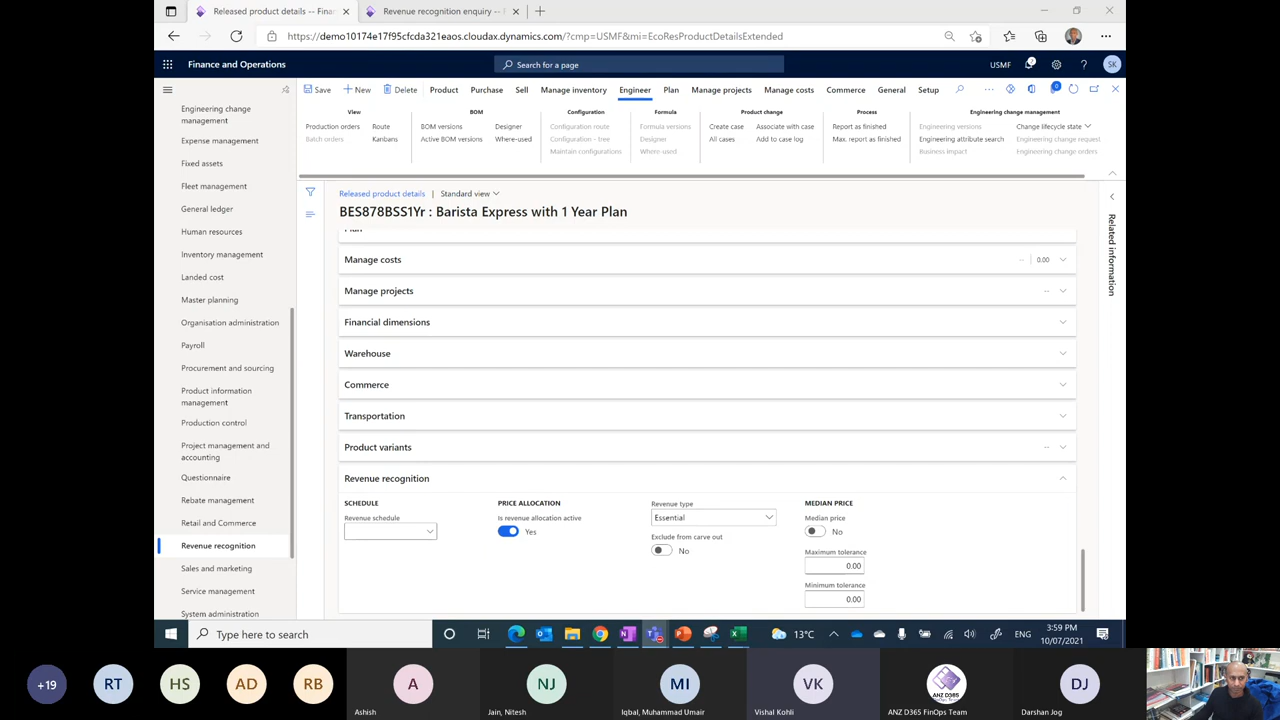 Released product details -- Finan
Revenue recognition enquiry -- F
https://demo10174e17f95cfcda321eaos.cloudax.dynamics.com/?cmp=USMF&mi=EcoResProductDetailsExtended
Finance and Operations
Search for a page
USMF
SK
Save
New
Delete
Product
Purchase
Sell
Manage inventory
Engineer
Plan
Manage projects
Manage costs
Commerce
General
Setup
View
Production orders
Route
Batch orders
Kanbans
BOM
BOM versions
Designer
Active BOM versions
Where-used
Configuration
Configuration route
Configuration - tree
Maintain configurations
Formula
Formula versions
Designer
Where-used
Product change
Create case
Associate with case
All cases
Add to case log
Process
Report as finished
Max. report as finished
Engineering change management
Engineering versions
Change lifecycle state
Engineering attribute search
Engineering change request
Business impact
Engineering change orders
Engineering change
management
Expense management
Fixed assets
Fleet management
General ledger
Human resources
Inventory management
Landed cost
Master planning
Organisation administration
Payroll
Procurement and sourcing
Product information
management
Production control
Project management and
accounting
Questionnaire
Rebate management
Retail and Commerce
Revenue recognition
Sales and marketing
Service management
System administration
Released product details | Standard view
BES878BSS1Yr : Barista Express with 1 Year Plan
Plan
Manage costs
-- 0.00
Manage projects
--
Financial dimensions
Warehouse
Commerce
Transportation
Product variants
--
Revenue recognition
SCHEDULE
Revenue schedule
PRICE ALLOCATION
Is revenue allocation active
Yes
Revenue type
Essential
Exclude from carve out
No
MEDIAN PRICE
Median price
No
Maximum tolerance
0.00
Minimum tolerance
0.00
Related information
Type here to search
13°C
ENG
3:59 PM
10/07/2021
+19
RT
HS
AD
RB
A
Ashish
NJ
Jain, Nitesh
MI
Iqbal, Muhammad Umair
VK
Vishal Kohli
ANZ D365
ANZ D365 FinOps Team
DJ
Darshan Jog